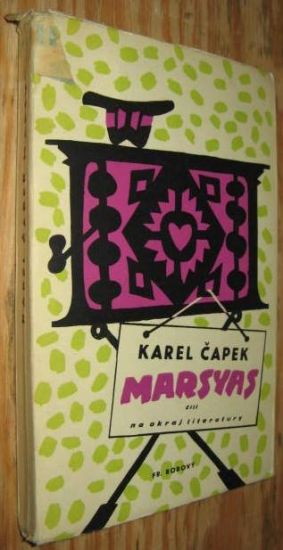 KAREL ČAPEK
MARSYAS
čili
na okraj literatury
FR. BOROVÝ